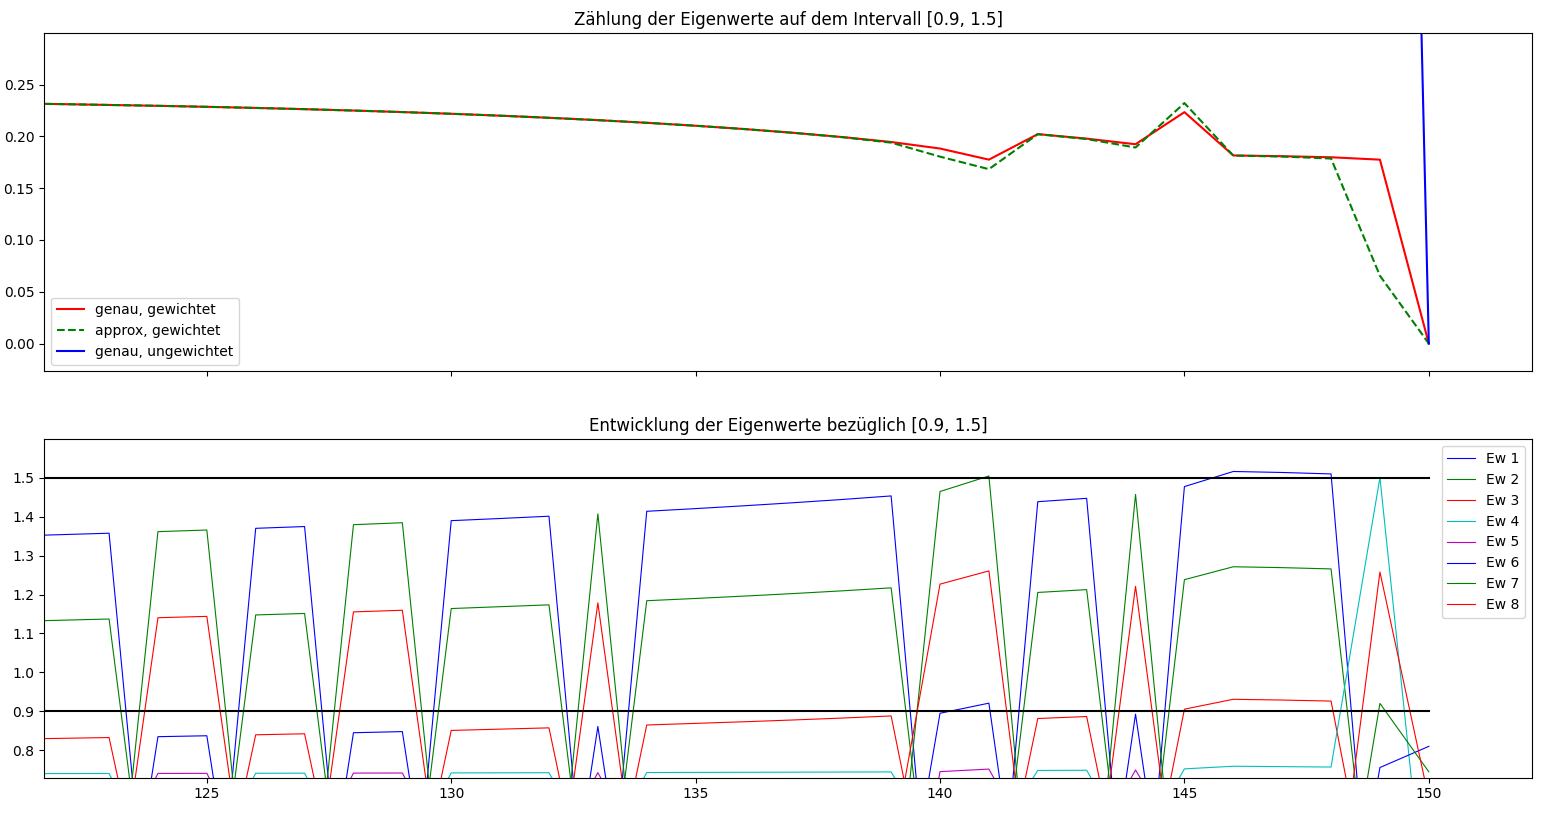 Zählung der Eigenwerte auf dem Intervall [0.9, 1.5]
0.25
0.20
0.15
0.10
0.05
0.00
genau, gewichtet
approx, gewichtet
genau, ungewichtet
Entwicklung der Eigenwerte bezüglich [0.9, 1.5]
1.5
1.4
1.3
1.2
1.1
1.0
0.9
0.8
Ew 1
Ew 2
Ew 3
Ew 4
Ew 5
Ew 6
Ew 7
Ew 8
125 130 135 140 145 150